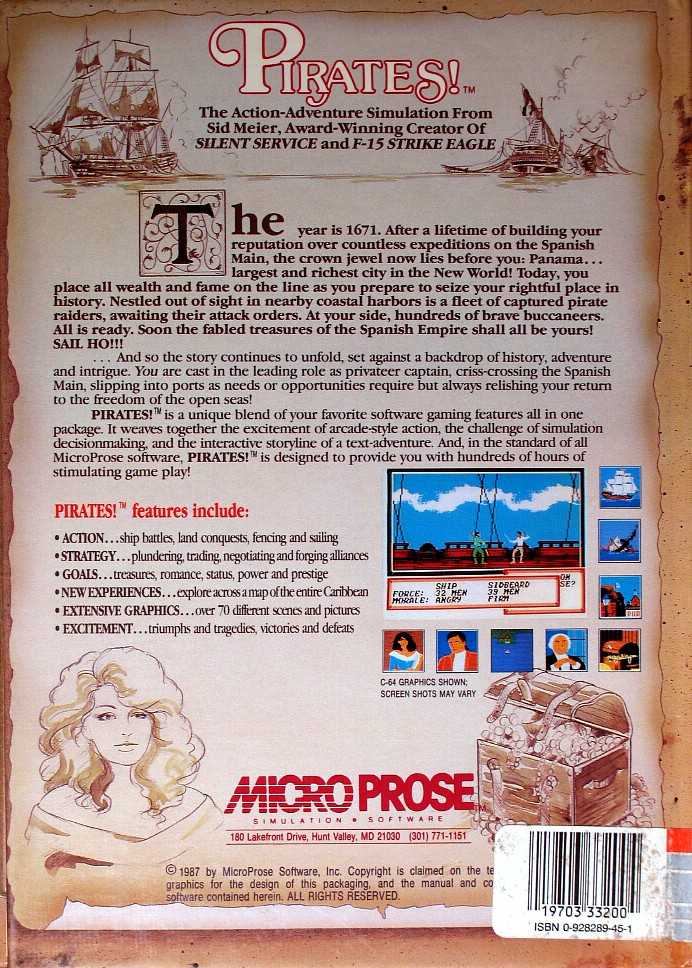 PIRATES!™
The Action-Adventure Simulation From
Sid Meier, Award-Winning Creator Of
SILENT SERVICE and F-15 STRIKE EAGLE
The year is 1671. After a lifetime of building your
reputation over countless expeditions on the Spanish
Main, the crown jewel now lies before you: Panama...
largest and richest city in the New World! Today, you
place all wealth and fame on the line as you prepare to seize your rightful place in
history. Nestled out of sight in nearby coastal harbors is a fleet of captured pirate
raiders, awaiting their attack orders. At your side, hundreds of brave buccaneers.
All is ready. Soon the fabled treasures of the Spanish Empire shall all be yours!
SAIL HO!!!
... And so the story continues to unfold, set against a backdrop of history, adventure
and intrigue. You are cast in the leading role as privateer captain, criss-crossing the Spanish
Main, slipping into ports as needs or opportunities require but always relishing your return
to the freedom of the open seas!
PIRATES!™ is a unique blend of your favorite software gaming features all in one
package. It weaves together the excitement of arcade-style action, the challenge of simulation
decisionmaking, and the interactive storyline of a text-adventure. And, in the standard of all
MicroProse software, PIRATES!™ is designed to provide you with hundreds of hours of
stimulating game play!
PIRATES!™ features include:
• ACTION...ship battles, land conquests, fencing and sailing
• STRATEGY...plundering, trading, negotiating and forging alliances
• GOALS...treasures, romance, status, power and prestige
• NEW EXPERIENCES...explore across a map of the entire Caribbean
• EXTENSIVE GRAPHICS...over 70 different scenes and pictures
• EXCITEMENT...triumphs and tragedies, victories and defeats
SHIP SIDBEARD ON
FORCE: 32 MEN 39 MEN SE?
MORALE: ANGRY FIRM
C-64 GRAPHICS SHOWN;
SCREEN SHOTS MAY VARY
MICRO PROSE™
SIMULATION • SOFTWARE
180 Lakefront Drive, Hunt Valley, MD 21030 (301) 771-1151
© 1987 by MicroProse Software, Inc. Copyright is claimed on the te
graphics for the design of this packaging, and the manual and co
software contained herein. ALL RIGHTS RESERVED.
19703 33200
ISBN 0-928289-45-1